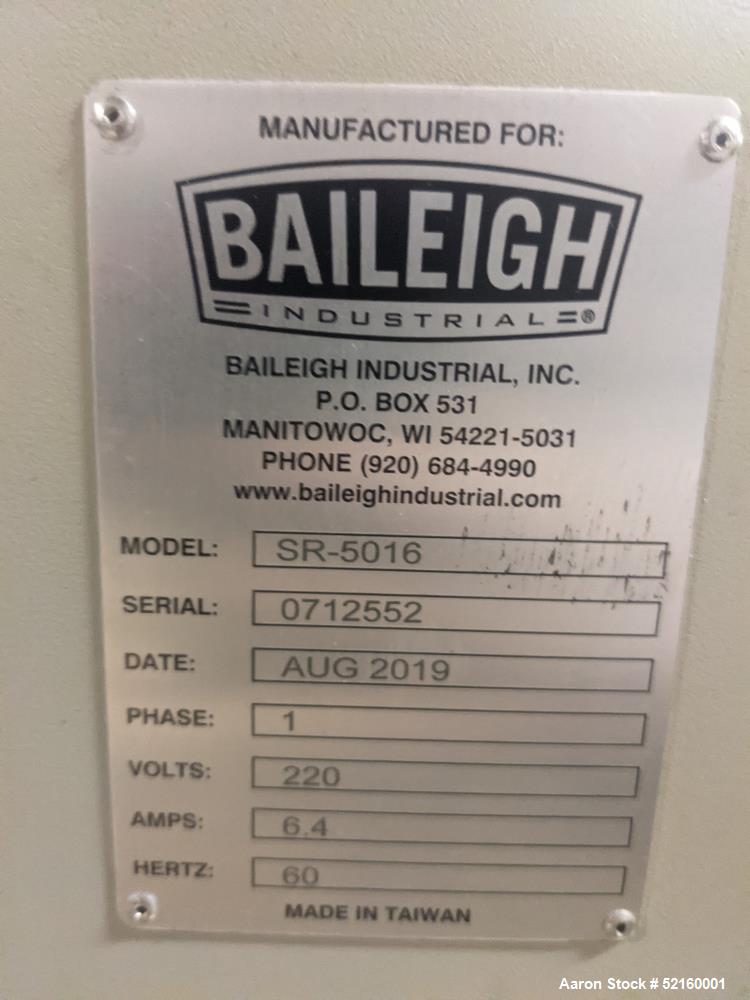 MANUFACTURED FOR:
BAILEIGH
INDUSTRIAL®
BAILEIGH INDUSTRIAL, INC.
P.O. BOX 531
MANITOWOC, WI 54221-5031
PHONE (920) 684-4990
www.baileighindustrial.com
MODEL: SR-5016
SERIAL: 0712552
DATE: AUG 2019
PHASE: 1
VOLTS: 220
AMPS: 6.4
HERTZ: 60
MADE IN TAIWAN
Aaron Stock # 52160001